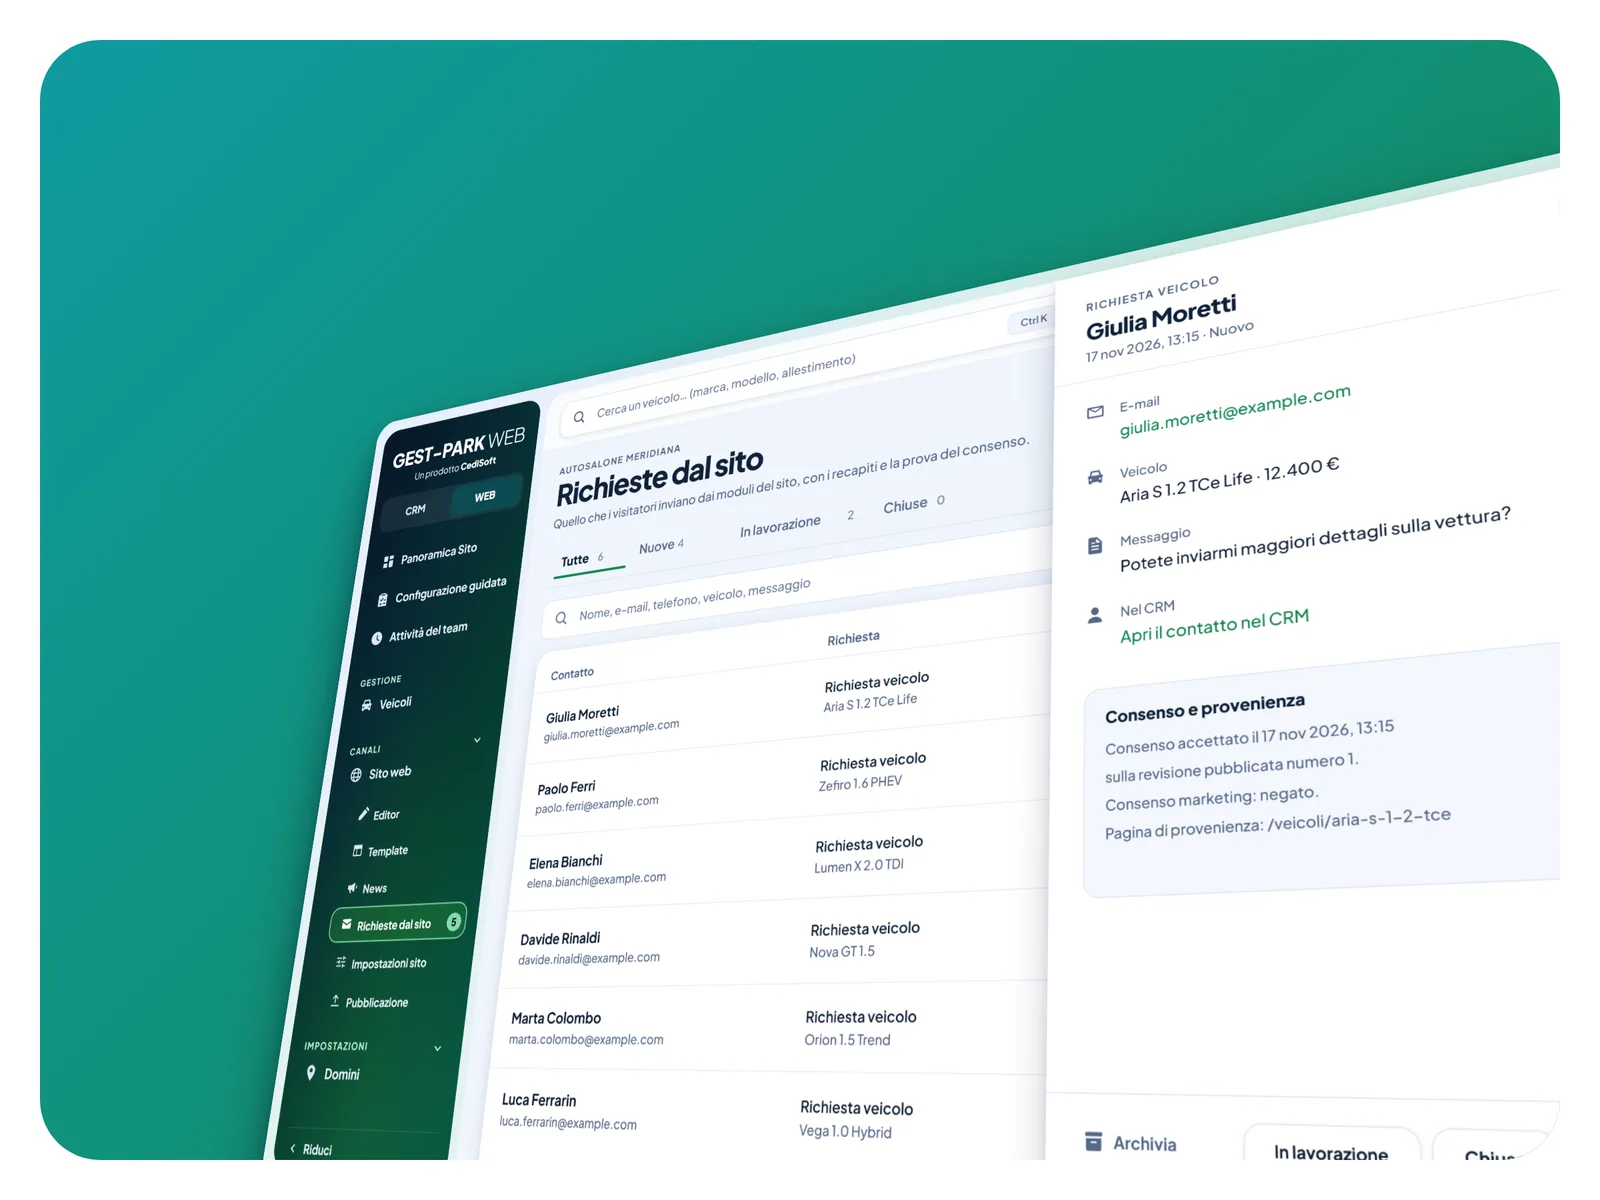 GEST-PARK WEB
Un prodotto CediSoft
CRM
WEB
Panoramica Sito
Configurazione guidata
Attività del team
GESTIONE
Veicoli
CANALI
Sito web
Editor
Template
News
Richieste dal sito 5
Impostazioni sito
Pubblicazione
IMPOSTAZIONI
Domini
Riduci
Cerca un veicolo... (marca, modello, allestimento)
Ctrl K
AUTOSALONE MERIDIANA
Richieste dal sito
Quello che i visitatori inviano dai moduli del sito, con i recapiti e la prova del consenso.
Tutte 6
Nuove 4
In lavorazione 2
Chiuse 0
Nome, e-mail, telefono, veicolo, messaggio
Contatto
Richiesta
Giulia Moretti
giulia.moretti@example.com
Richiesta veicolo
Aria S 1.2 TCe Life
Paolo Ferri
paolo.ferri@example.com
Richiesta veicolo
Zefiro 1.6 PHEV
Elena Bianchi
elena.bianchi@example.com
Richiesta veicolo
Lumen X 2.0 TDI
Davide Rinaldi
davide.rinaldi@example.com
Richiesta veicolo
Nova GT 1.5
Marta Colombo
marta.colombo@example.com
Richiesta veicolo
Orion 1.5 Trend
Luca Ferrarin
luca.ferrarin@example.com
Richiesta veicolo
Vega 1.0 Hybrid
RICHIESTA VEICOLO
Giulia Moretti
17 nov 2026, 13:15 · Nuovo
E-mail
giulia.moretti@example.com
Veicolo
Aria S 1.2 TCe Life · 12.400 €
Messaggio
Potete inviarmi maggiori dettagli sulla vettura?
Nel CRM
Apri il contatto nel CRM
Consenso e provenienza
Consenso accettato il 17 nov 2026, 13:15
sulla revisione pubblicata numero 1.
Consenso marketing: negato.
Pagina di provenienza: /veicoli/aria-s-1-2-tce
Archivia
In lavorazione